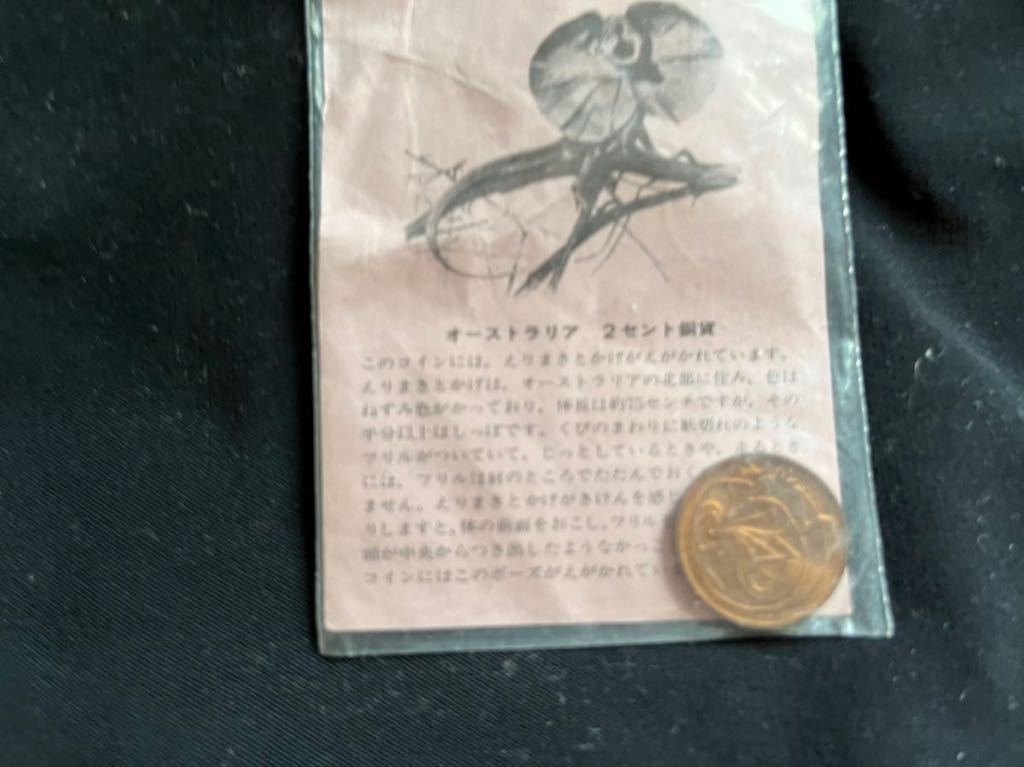 オーストラリア　2セント銅貨
このコインには、えりまきとかげがえがかれています。
えりまきとかげは、オーストラリアの北部に住み、色は
ねずみ色がかっており、体長は約75センチですが、その
半分以上はしっぽです。くびのまわりに紙切れのような
フリルがついていて、じっとしているときや、
には、フリルは肩のところでたたんでおく
ません。えりまきとかげがきけんを感じ
りしますと、体の前面をおこし、フリル
頭が中央からつき出したようなかっこ
コインにはこのポーズがえがかれてい